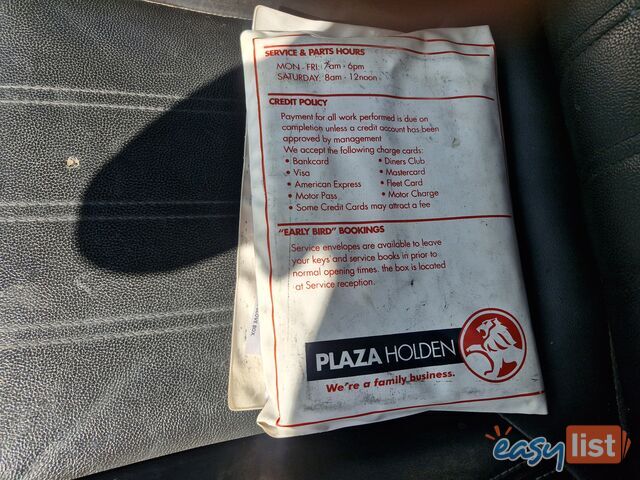 SERVICE & PARTS HOURS
MON - FRI: 7am - 6pm
SATURDAY: 8am - 12noon
CREDIT POLICY
Payment for all work performed is due on
completion unless a credit account has been
approved by management
We accept the following charge cards:
• Bankcard • Diners Club
• Visa • Mastercard
• American Express • Fleet Card
• Motor Pass • Motor Charge
• Some Credit Cards may attract a fee
"EARLY BIRD" BOOKINGS
Service envelopes are available to leave
your keys and service books in prior to
normal opening times, the box is located
at Service reception.
PLAZA HOLDEN
We're a family business.
OVE BOX
easylist